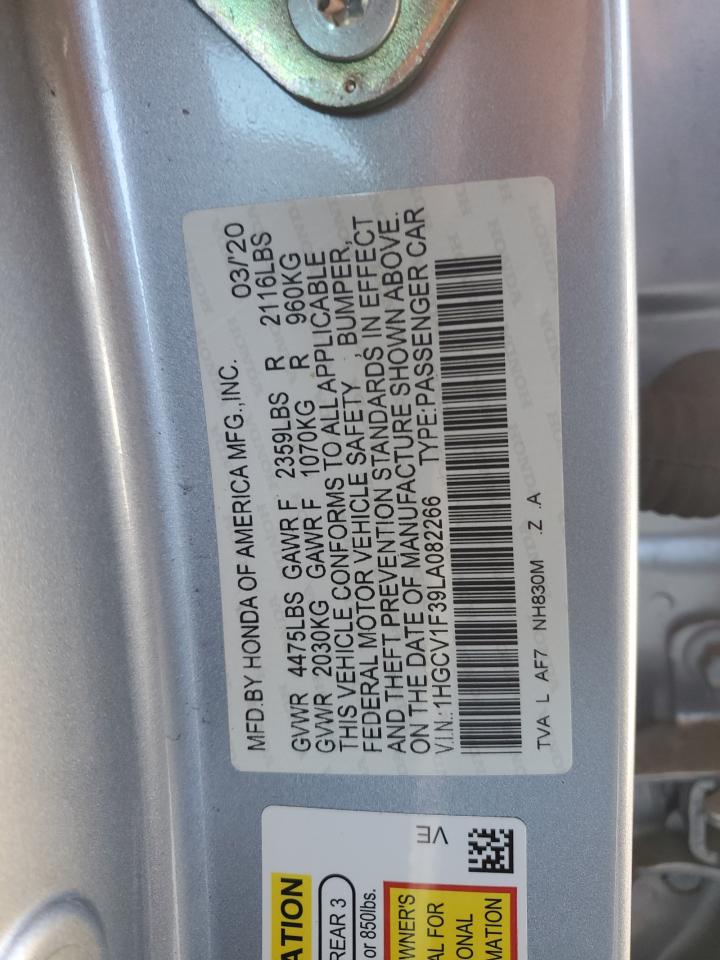 MFD.BY HONDA OF AMERICA MFG.,INC. 03/'20
GVWR 4475LBS GAWR F 2359LBS R 2116LBS
GVWR 2030KG GAWR F 1070KG R 960KG
THIS VEHICLE CONFORMS TO ALL APPLICABLE
FEDERAL MOTOR VEHICLE SAFETY , BUMPER,
AND THEFT PREVENTION STANDARDS IN EFFECT
ON THE DATE OF MANUFACTURE SHOWN ABOVE.
V.I.N.:1HGCV1F39LA082266 TYPE:PASSENGER CAR
TVA L AF7 NH830M .Z .A
VE
ATION
REAR 3
or 850lbs.
WNER'S
AL FOR
ONAL
MATION